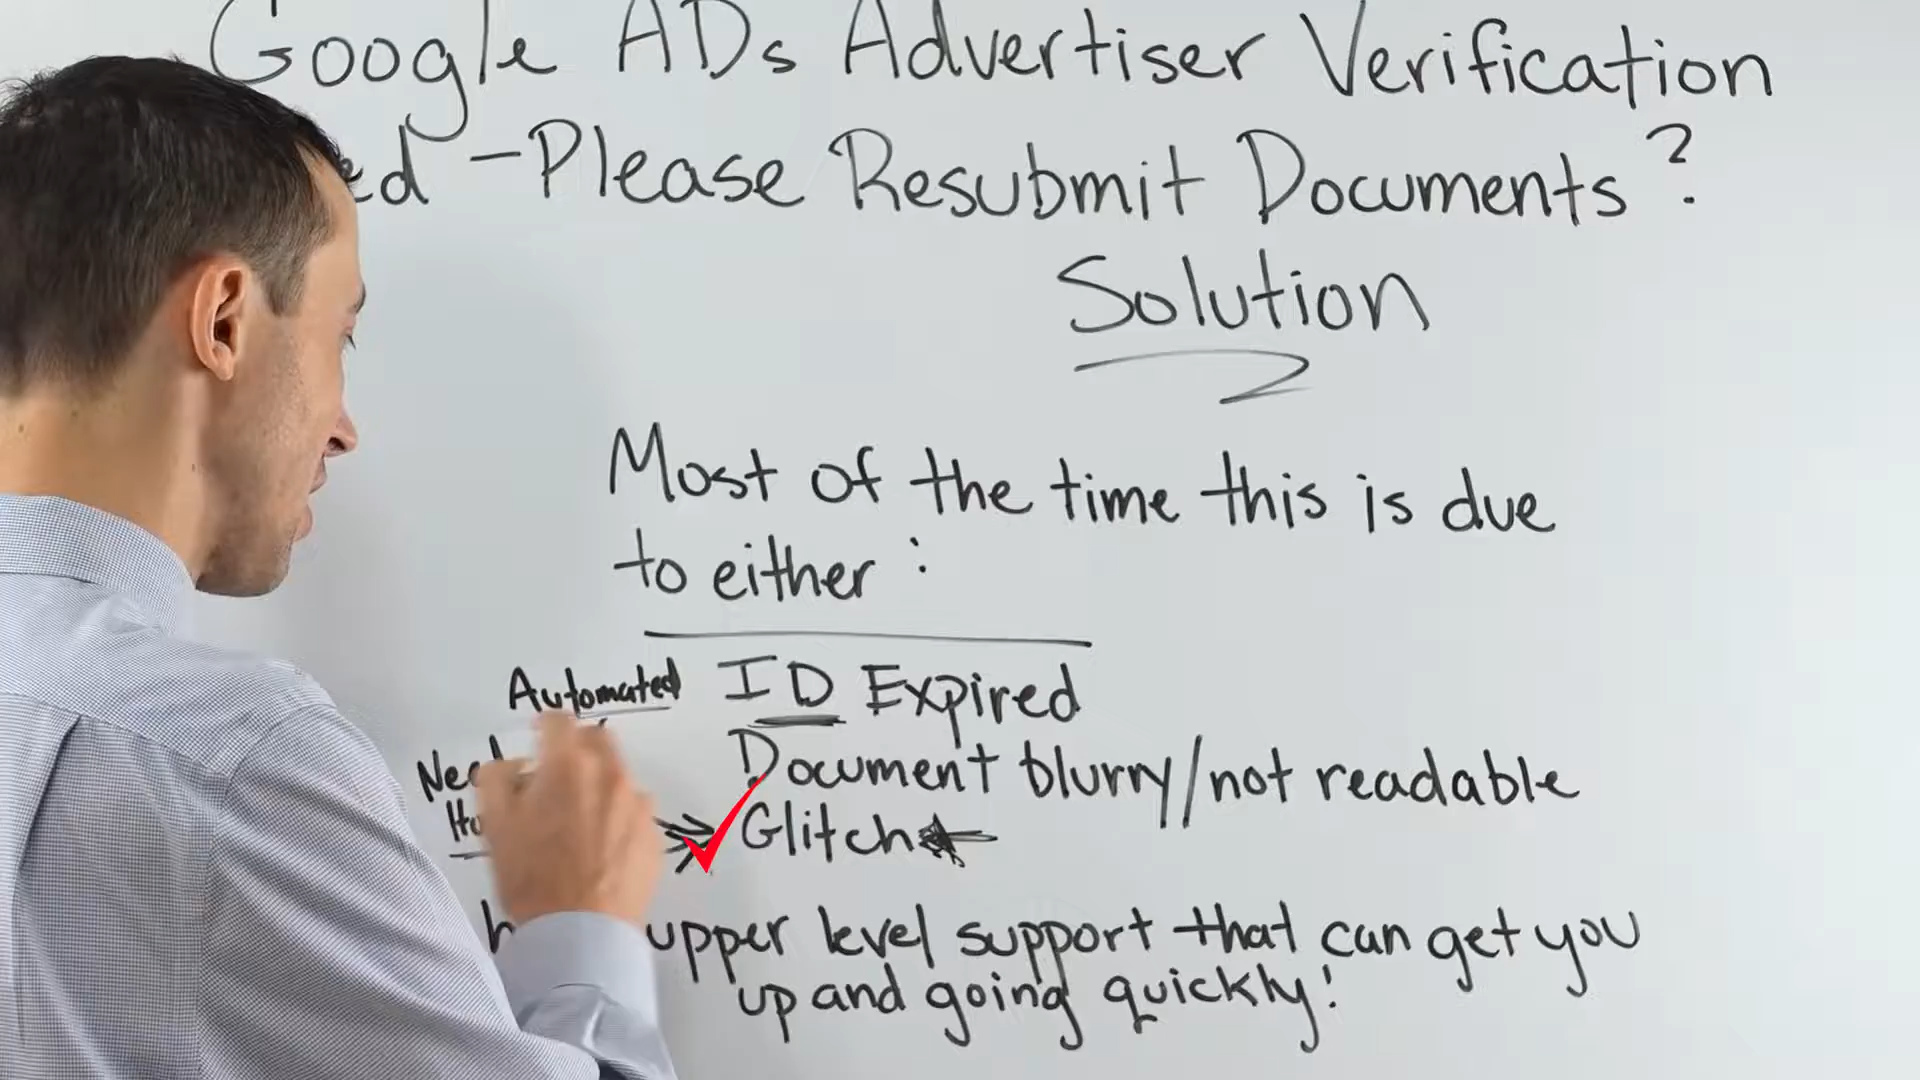 Google ADs Advertiser Verification
-Please Resubmit Documents?
Solution
Most of the time this is due
to either:
Automated ID Expired
Document blurry/not readable
Glitch
upper level support that can get you
up and going quickly!